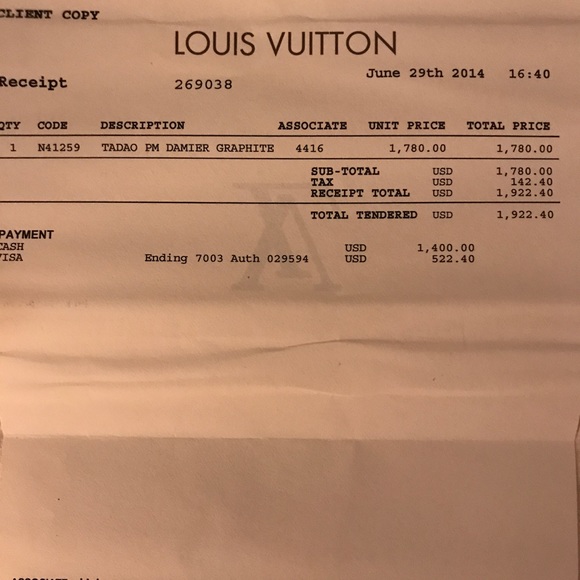 CLIENT COPY
LOUIS VUITTON
Receipt 269038 June 29th 2014 16:40
QTY CODE DESCRIPTION ASSOCIATE UNIT PRICE TOTAL PRICE
1 N41259 TADAO PM DAMIER GRAPHITE 4416 1,780.00 1,780.00
SUB-TOTAL USD 1,780.00
TAX USD 142.40
RECEIPT TOTAL USD 1,922.40
TOTAL TENDERED USD 1,922.40
PAYMENT
CASH USD 1,400.00
VISA Ending 7003 Auth 029594 USD 522.40